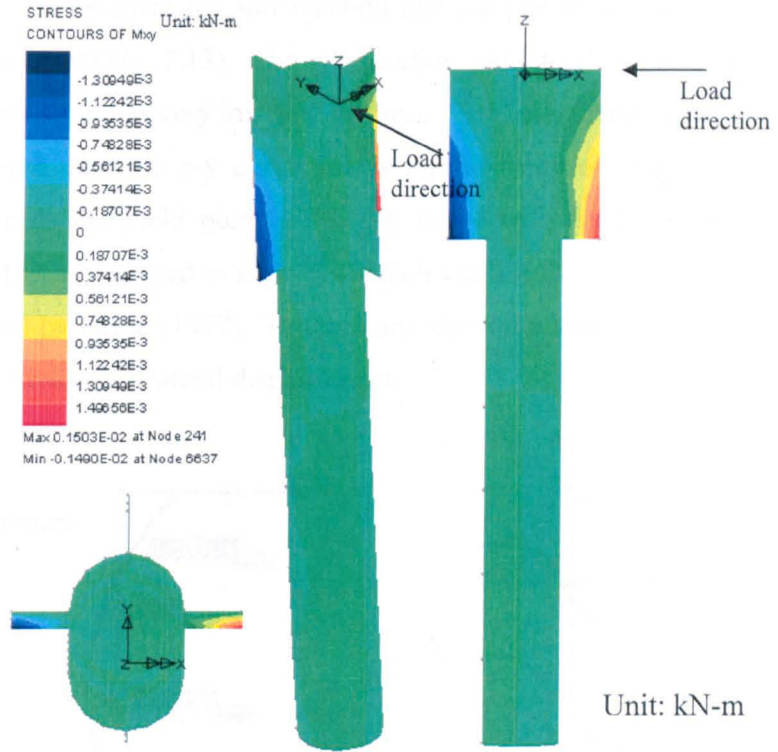 STRESS
CONTOURS OF Mxy
Unit: kN-m
-1.30949E-3
-1.12242E-3
-0.93535E-3
-0.74828E-3
-0.56121E-3
-0.37414E-3
-0.18707E-3
0
0.18707E-3
0.37414E-3
0.56121E-3
0.74828E-3
0.93535E-3
1.12242E-3
1.30949E-3
1.49656E-3
Max 0.1503E-02 at Node 241
Min -0.1490E-02 at Node 6637
Z
Y
X
Load
direction
Z
X
Load
direction
Y
Z
X
Unit: kN-m